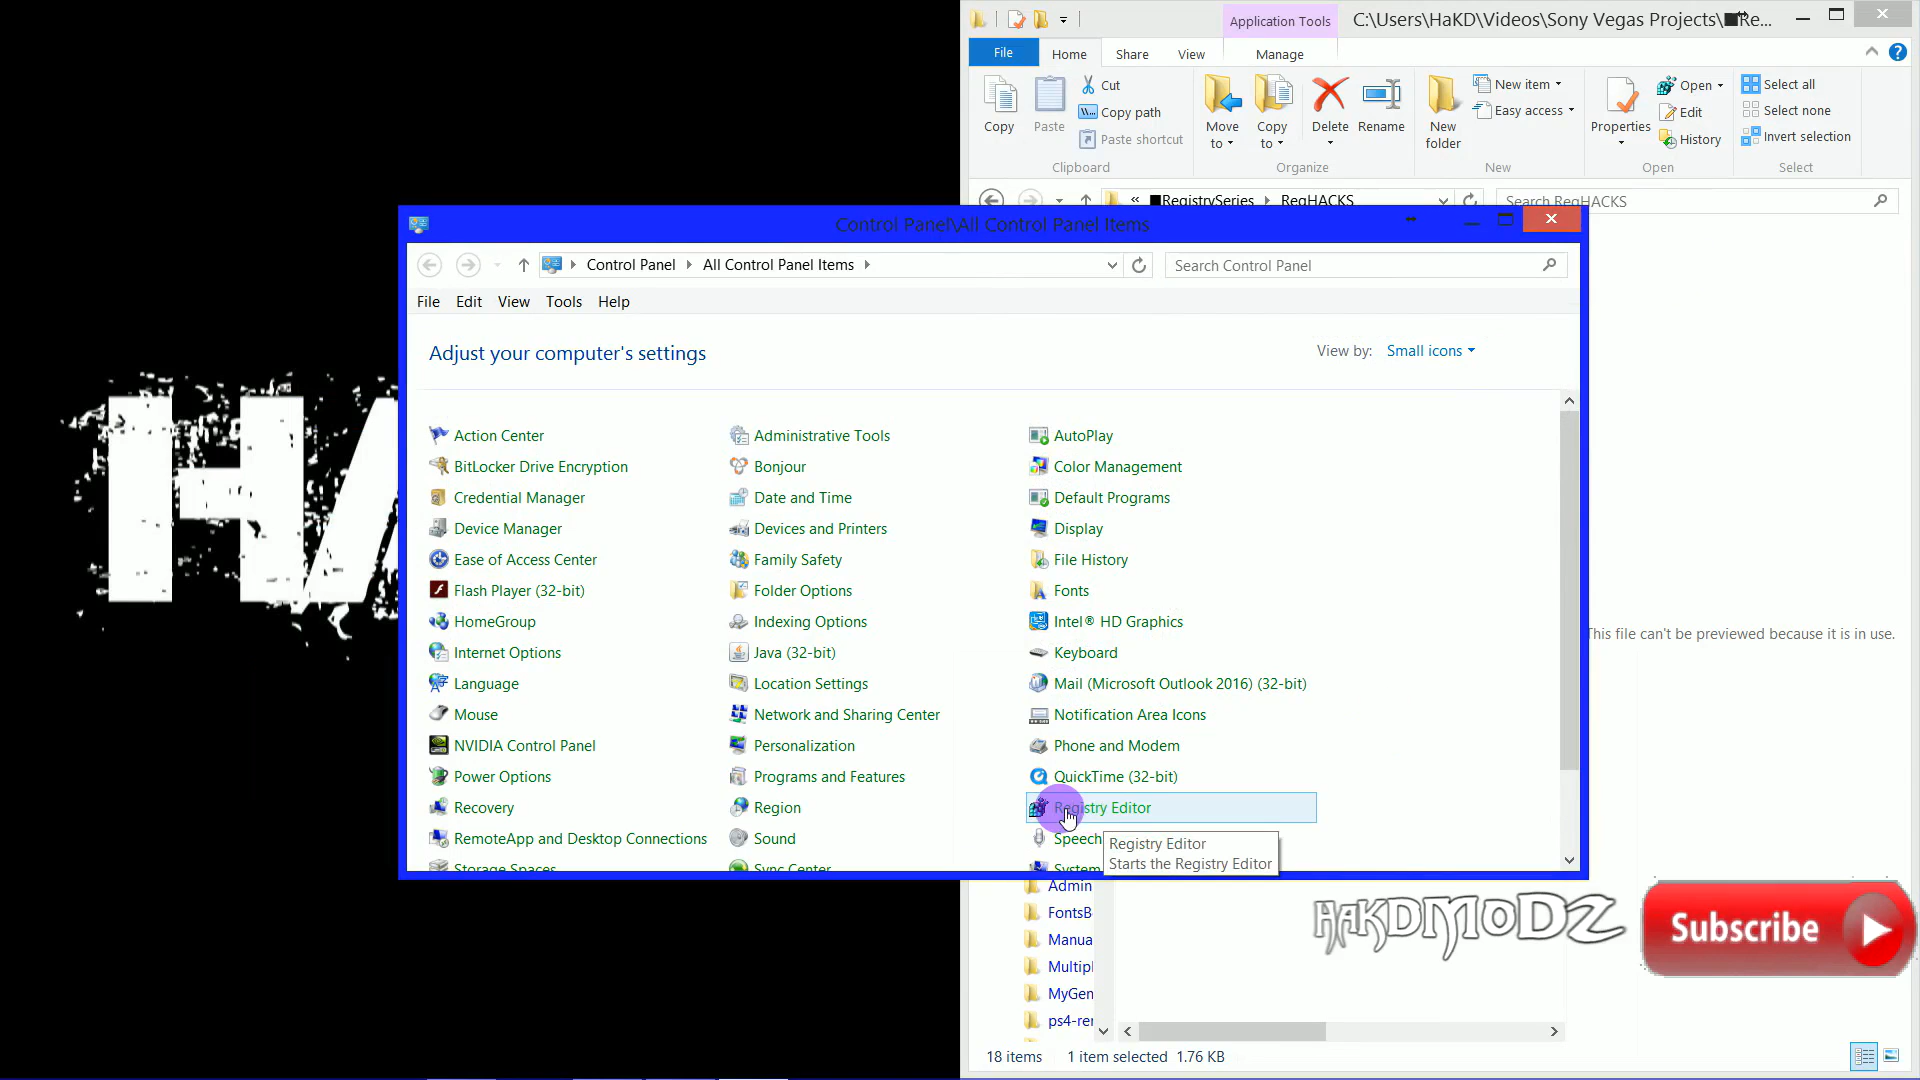 Application Tools
C:\Users\HaKD\Videos\Sony Vegas Projects\■Re...
File
Home
Share
View
Manage
Copy
Paste
Cut
Copy path
Paste shortcut
Clipboard
Move to
Copy to
Delete
Rename
Organize
New folder
New item
Easy access
New
Properties
Open
Edit
History
Open
Select all
Select none
Invert selection
Select
« ■RegistrySeries RegHACKS
Search RegHACKS
Control Panel\All Control Panel Items
Control Panel All Control Panel Items
Search Control Panel
File Edit View Tools Help
Adjust your computer's settings
View by: Small icons
Action Center
Administrative Tools
AutoPlay
BitLocker Drive Encryption
Bonjour
Color Management
Credential Manager
Date and Time
Default Programs
Device Manager
Devices and Printers
Display
Ease of Access Center
Family Safety
File History
Flash Player (32-bit)
Folder Options
Fonts
HomeGroup
Indexing Options
Intel® HD Graphics
Internet Options
Java (32-bit)
Keyboard
Language
Location Settings
Mail (Microsoft Outlook 2016) (32-bit)
Mouse
Network and Sharing Center
Notification Area Icons
NVIDIA Control Panel
Personalization
Phone and Modem
Power Options
Programs and Features
QuickTime (32-bit)
Recovery
Region
Registry Editor
RemoteApp and Desktop Connections
Sound
Speech
Storage Spaces
Sync Center
System
Registry Editor
Starts the Registry Editor
This file can't be previewed because it is in use.
Admin
FontsB
Manua
Multipl
MyGen
ps4-rer
HAKDMODZ
Subscribe
18 items 1 item selected 1.76 KB